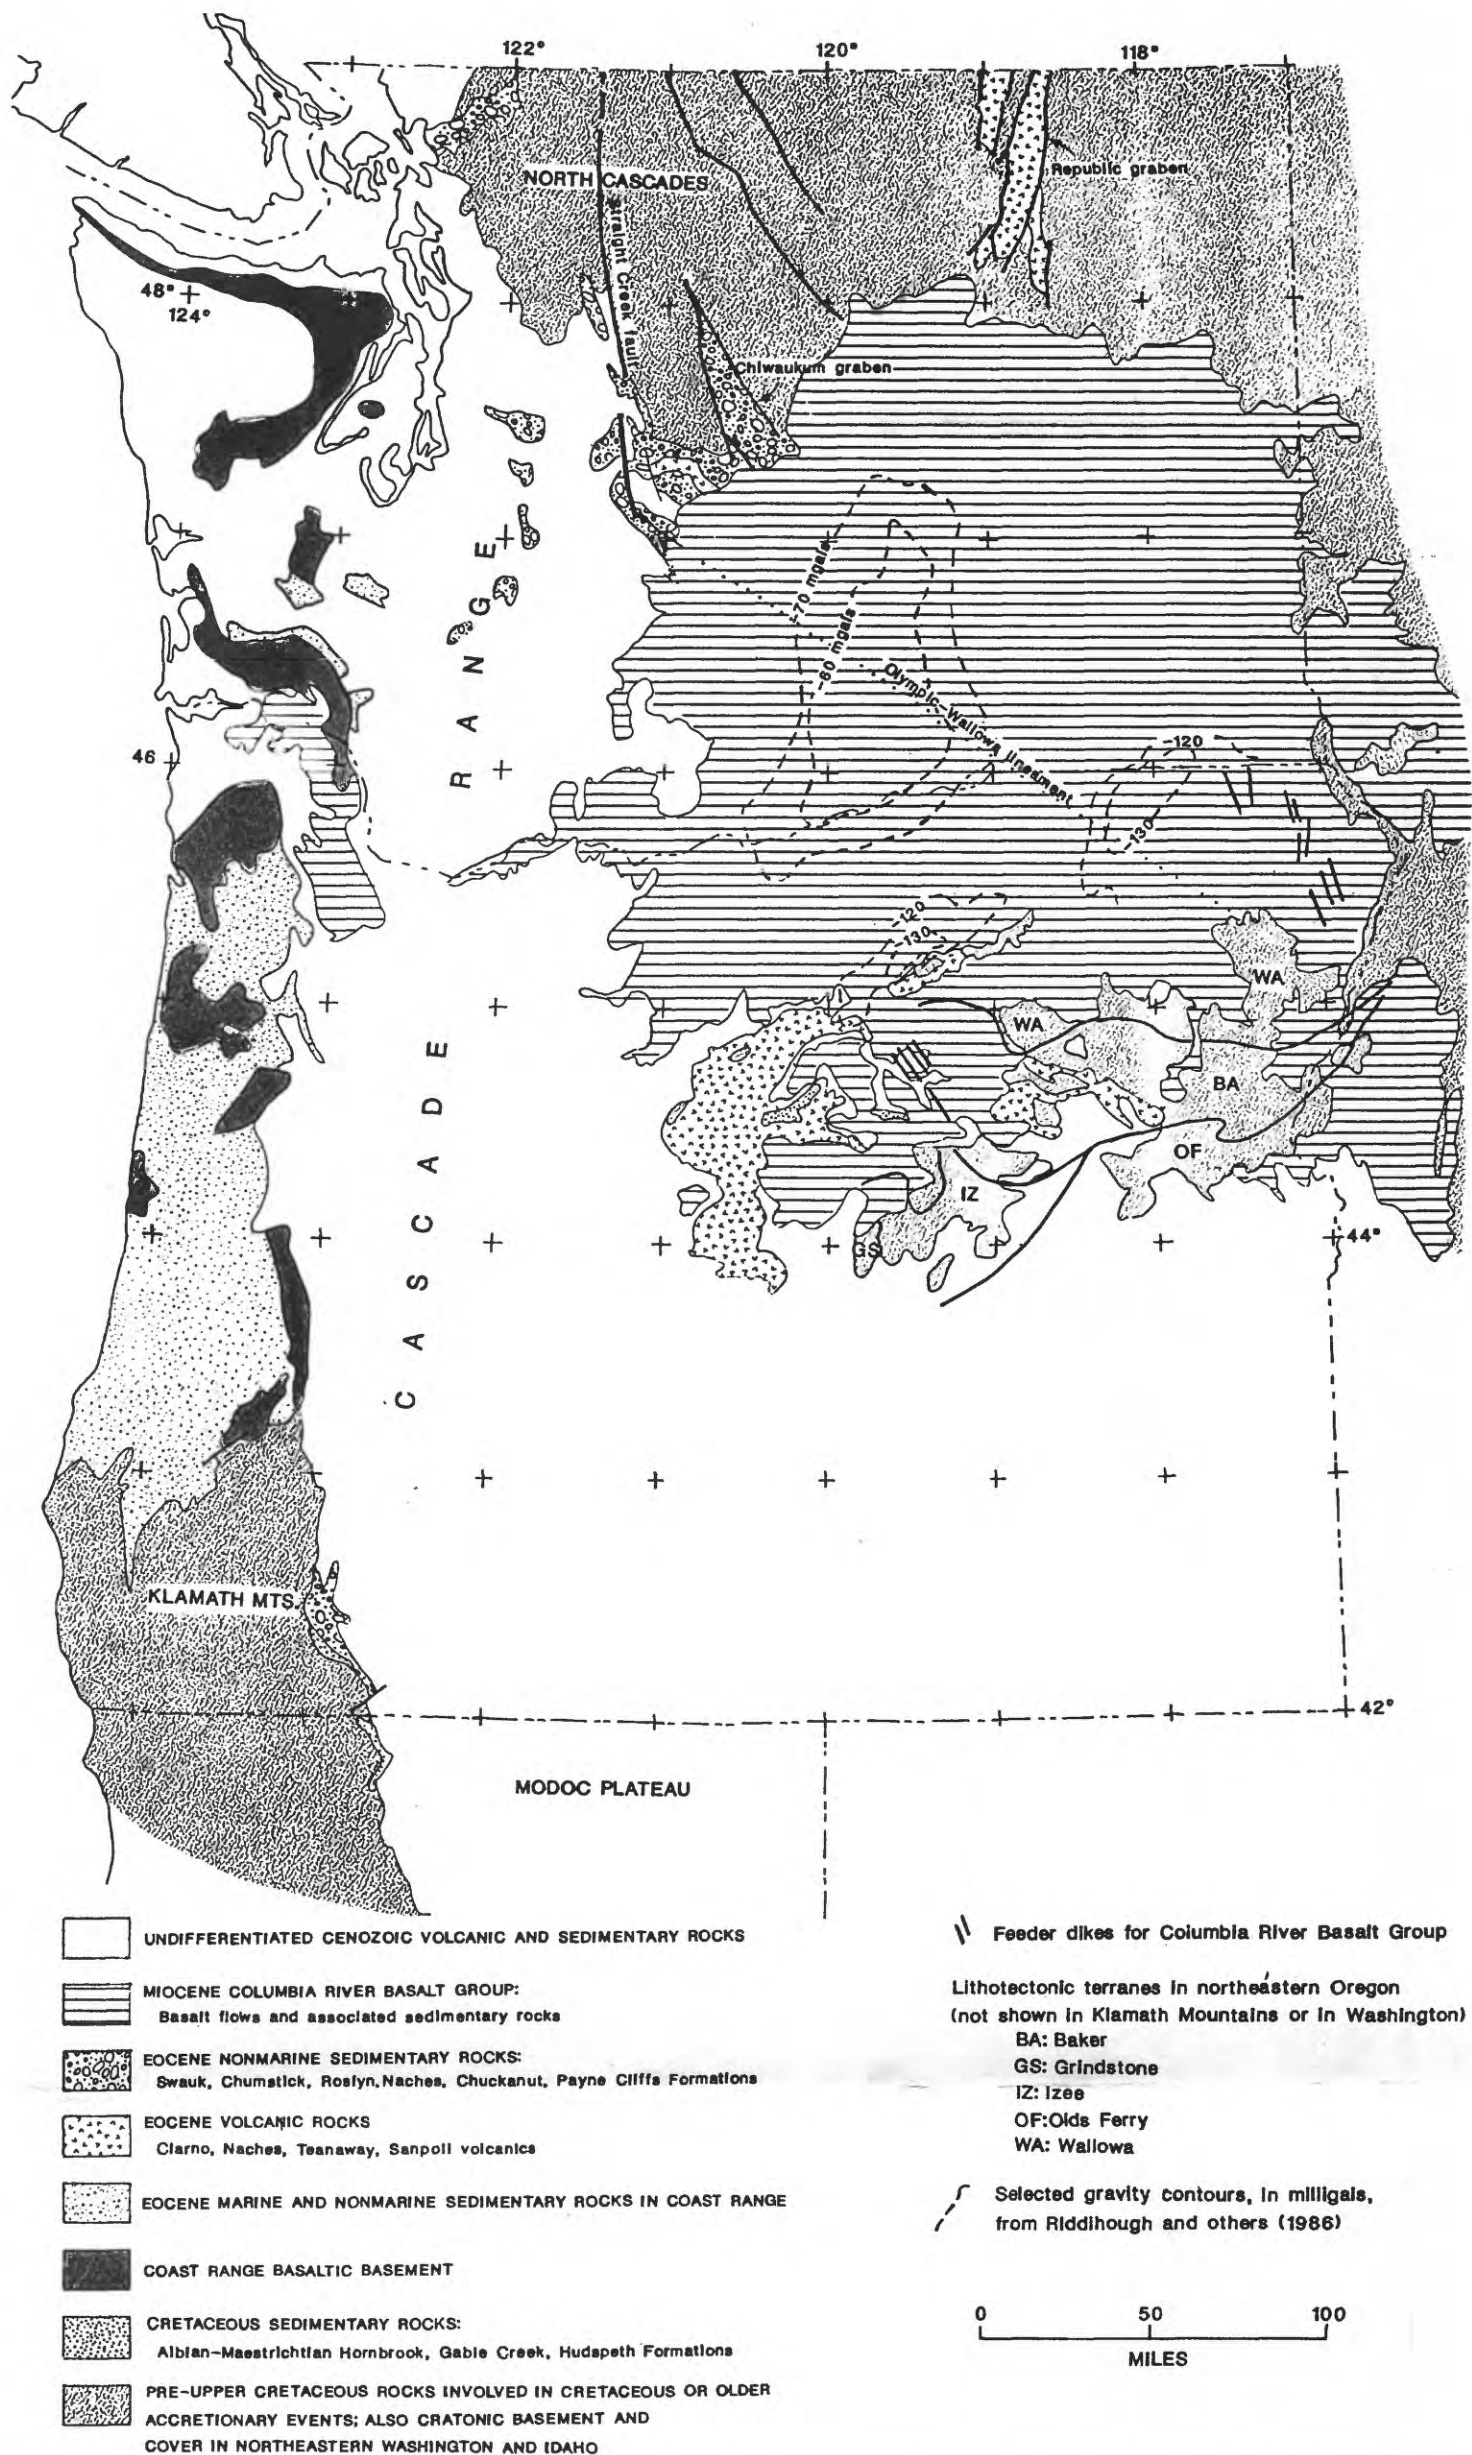 122°
120°
118°
NORTH CASCADES
Republic graben
Straight Creek fault
48°
124°
Chiwaukum graben
-70 mgals
-80 mgals
Olympic-Wallowa lineament
46
-120
-130
-120
-130
WA
WA
BA
OF
IZ
GS
44°
CASCADE RANGE
KLAMATH MTS.
42°
MODOC PLATEAU
UNDIFFERENTIATED CENOZOIC VOLCANIC AND SEDIMENTARY ROCKS
MIOCENE COLUMBIA RIVER BASALT GROUP:
Basalt flows and associated sedimentary rocks
EOCENE NONMARINE SEDIMENTARY ROCKS:
Swauk, Chumstick, Roslyn, Naches, Chuckanut, Payne Cliffs Formations
EOCENE VOLCANIC ROCKS
Clarno, Naches, Teanaway, Sanpoil volcanics
EOCENE MARINE AND NONMARINE SEDIMENTARY ROCKS IN COAST RANGE
COAST RANGE BASALTIC BASEMENT
CRETACEOUS SEDIMENTARY ROCKS:
Albian-Maestrichtian Hornbrook, Gable Creek, Hudspeth Formations
PRE-UPPER CRETACEOUS ROCKS INVOLVED IN CRETACEOUS OR OLDER
ACCRETIONARY EVENTS; ALSO CRATONIC BASEMENT AND
COVER IN NORTHEASTERN WASHINGTON AND IDAHO
Feeder dikes for Columbia River Basalt Group
Lithotectonic terranes in northeastern Oregon
(not shown in Klamath Mountains or in Washington)
BA: Baker
GS: Grindstone
IZ: Izee
OF: Olds Ferry
WA: Wallowa
Selected gravity contours, in milligals,
from Riddihough and others (1986)
0 50 100
MILES